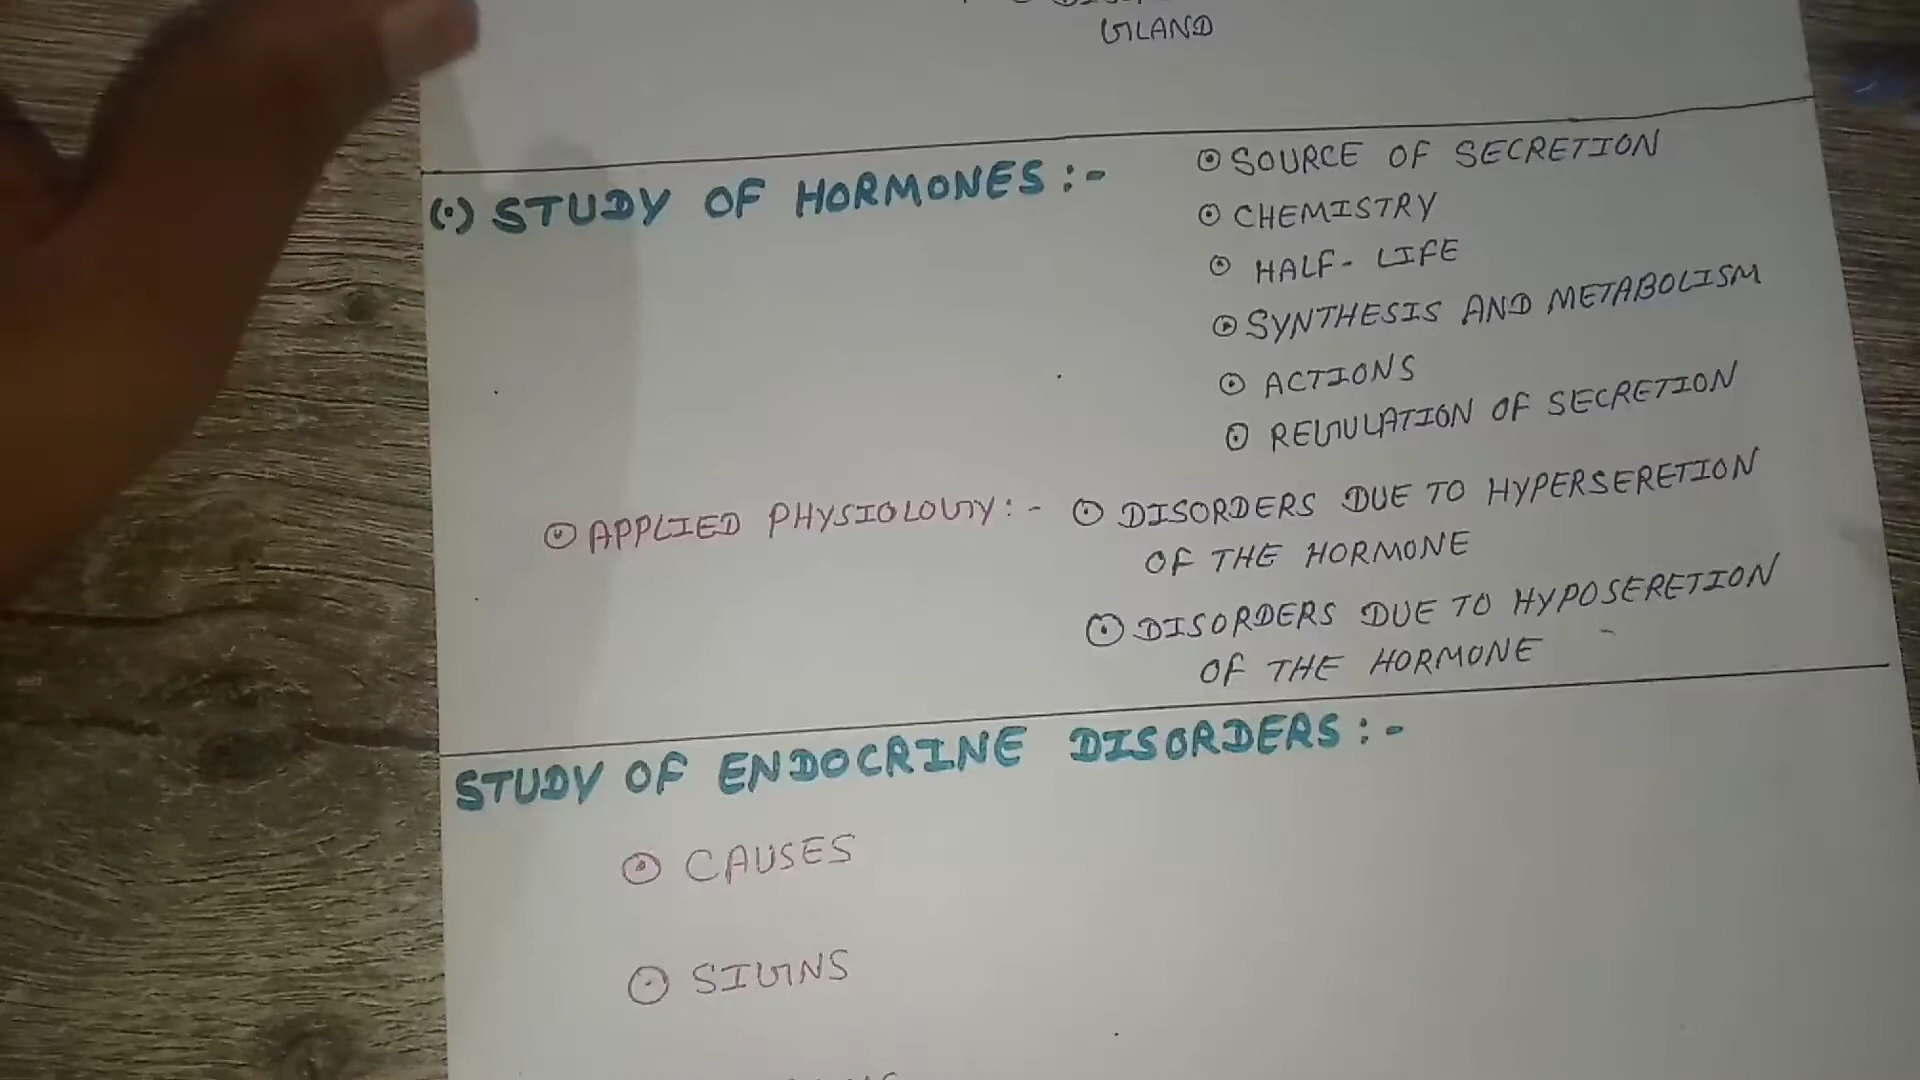 GLAND
(•) STUDY OF HORMONES :-
⊙ SOURCE OF SECRETION
⊙ CHEMISTRY
⊙ HALF- LIFE
⊙ SYNTHESIS AND METABOLISM
⊙ ACTIONS
⊙ REGULATION OF SECRETION
⊙ APPLIED PHYSIOLOGY :- ⊙ DISORDERS DUE TO HYPERSERETION
OF THE HORMONE
⊙ DISORDERS DUE TO HYPOSERETION
OF THE HORMONE
STUDY OF ENDOCRINE DISORDERS :-
⊙ CAUSES
⊙ SIGNS